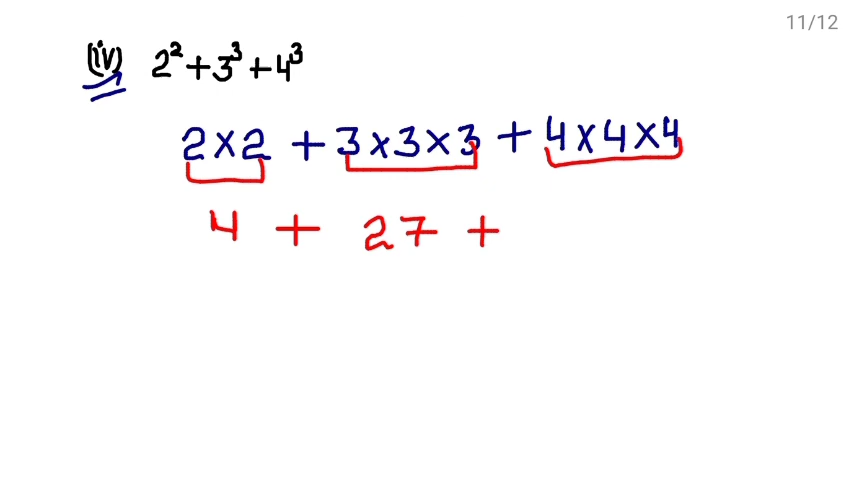 11/12
(iv) 2² + 3³ + 4³
2 × 2 + 3 × 3 × 3 + 4 × 4 × 4
4 + 27 +